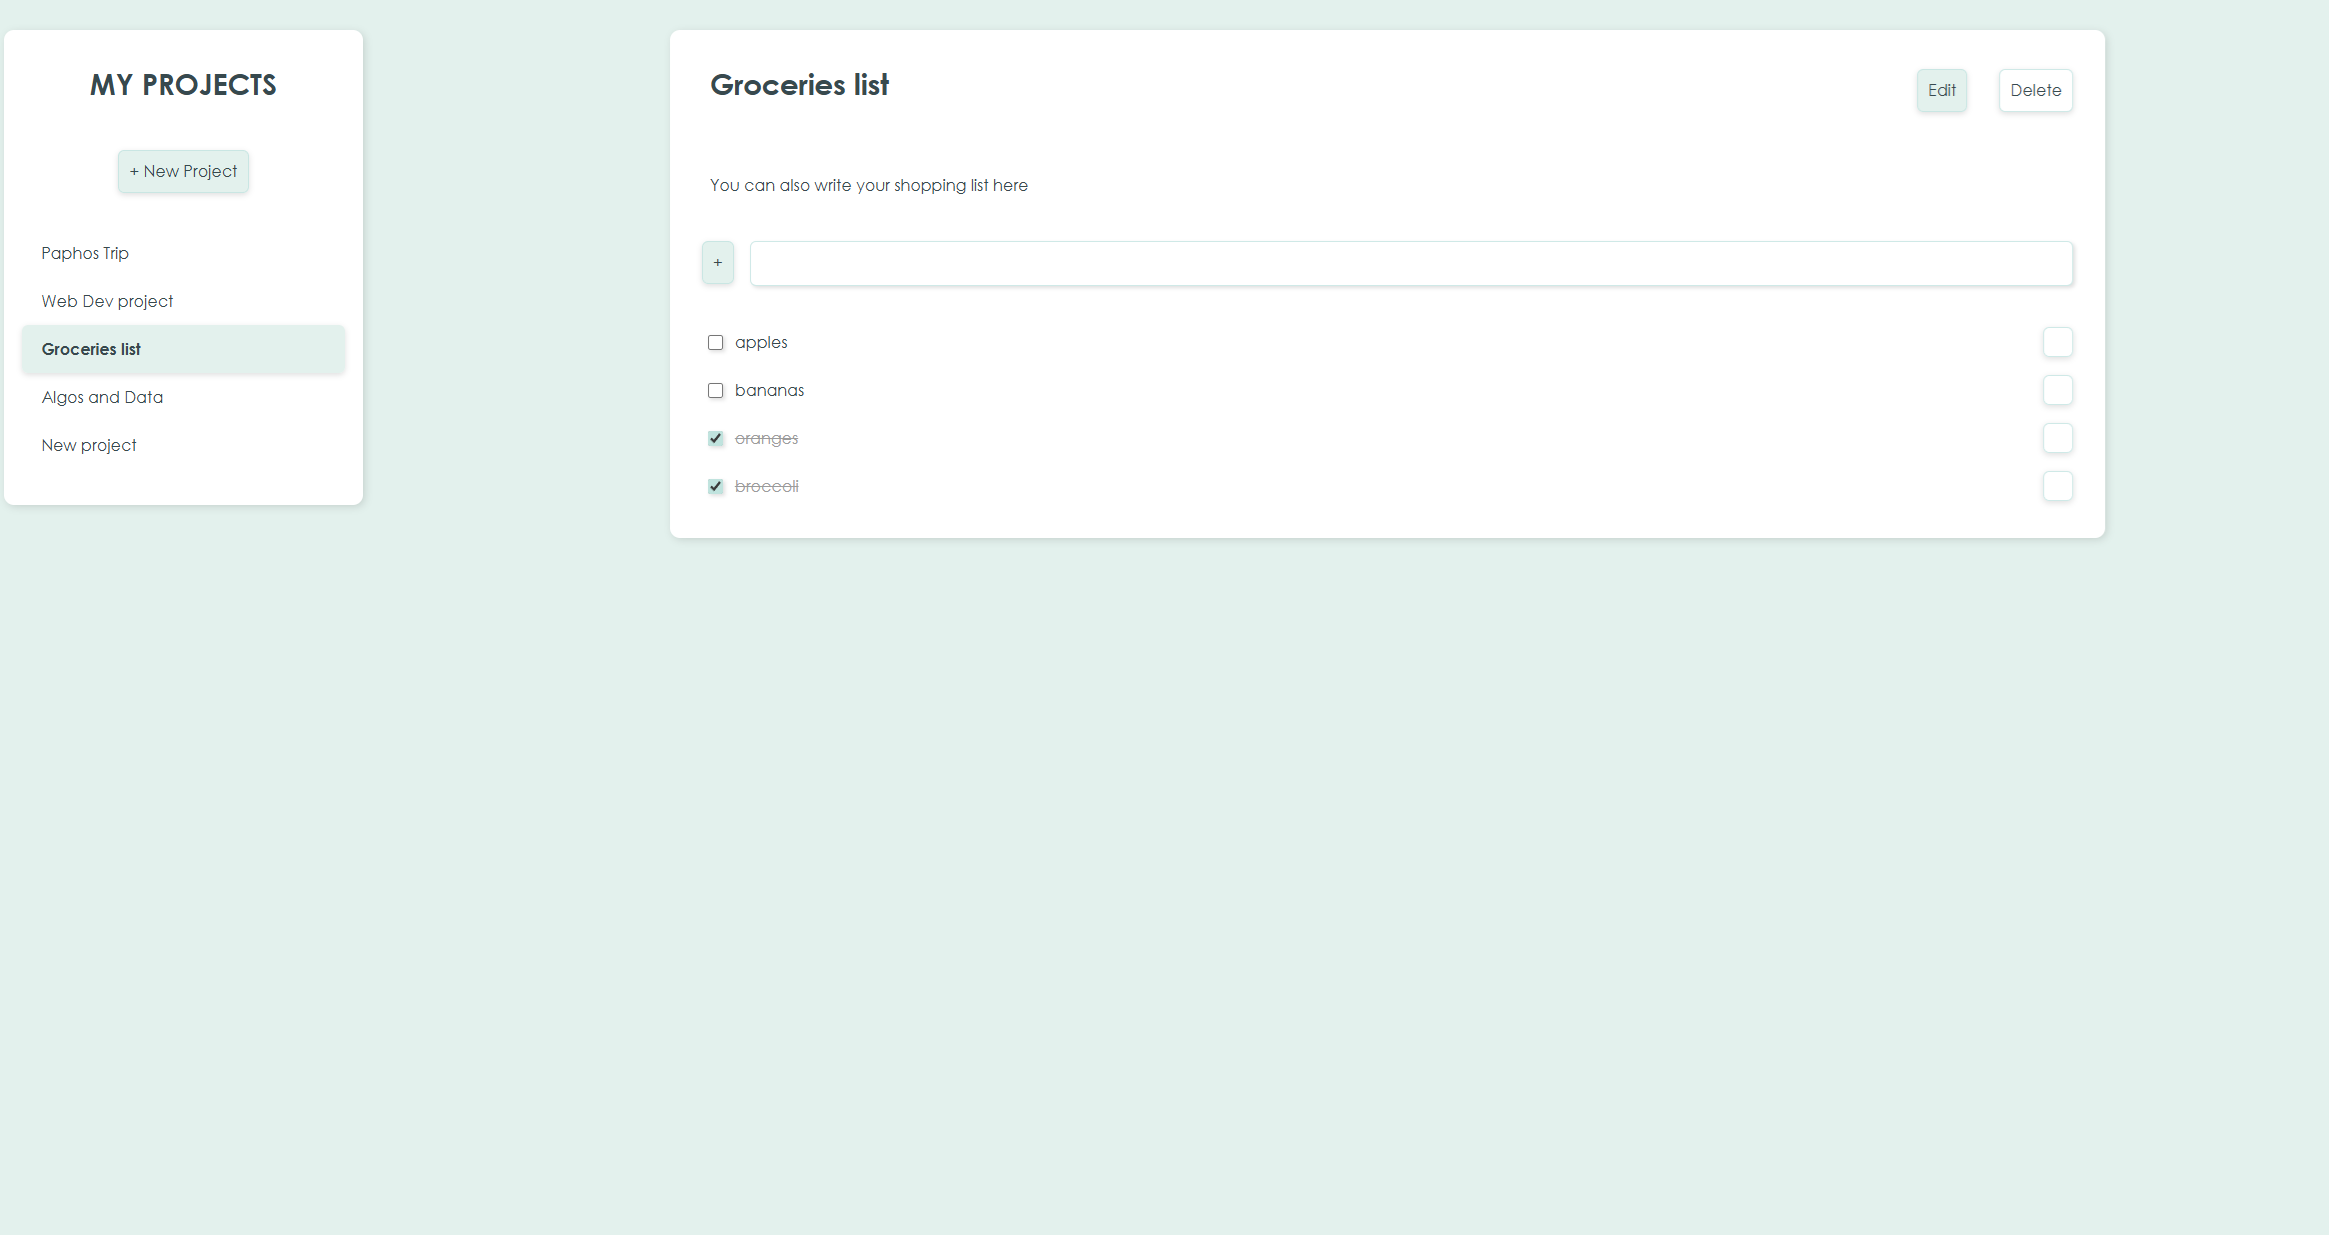 MY PROJECTS
+ New Project
Paphos Trip
Web Dev project
Groceries list
Algos and Data
New project
Groceries list
Edit
Delete
You can also write your shopping list here
+
apples
bananas
oranges
broccoli